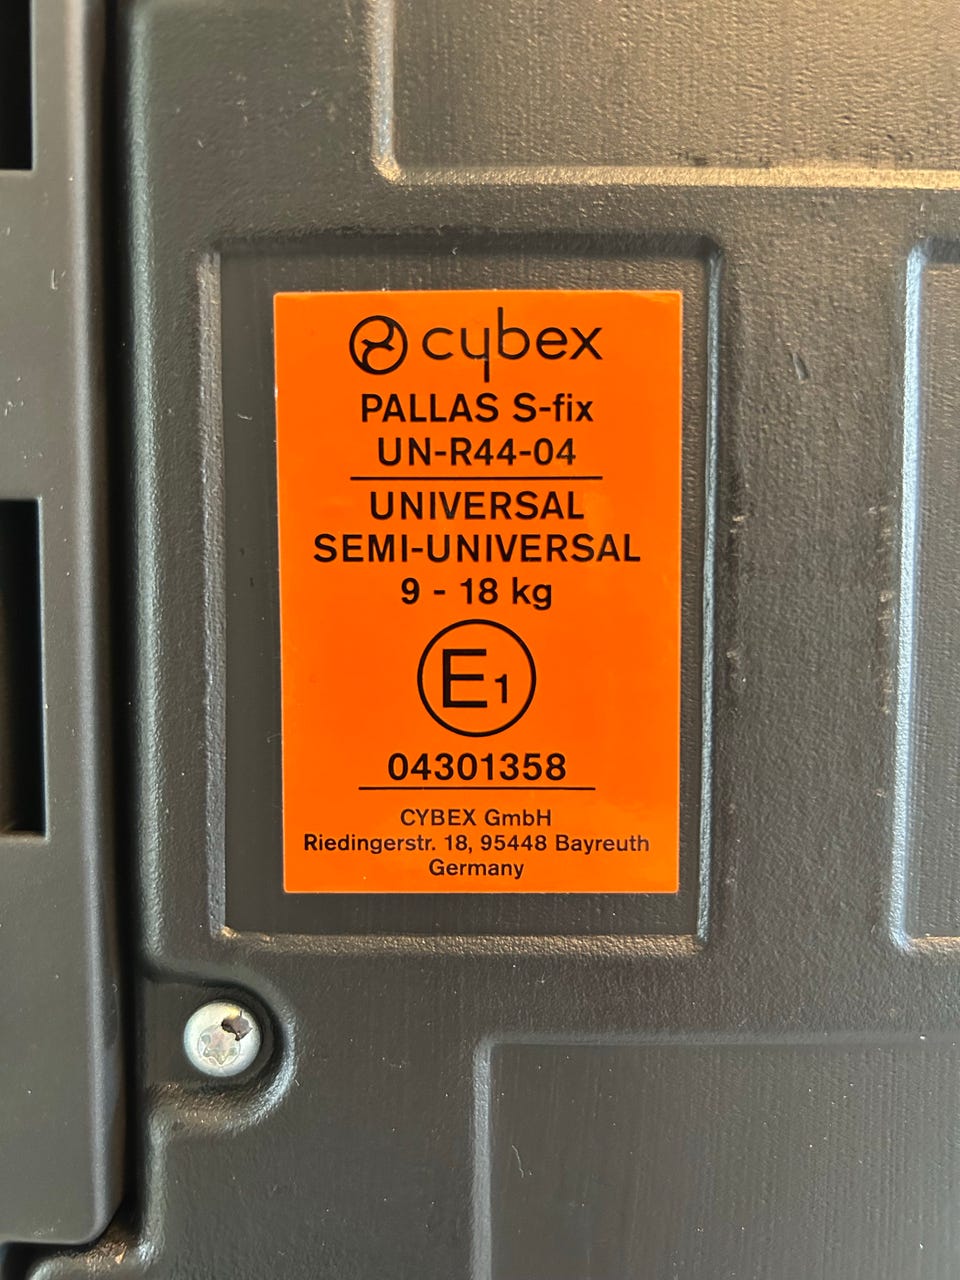 cybex
PALLAS S-fix
UN-R44-04
UNIVERSAL
SEMI-UNIVERSAL
9 - 18 kg
E1
04301358
CYBEX GmbH
Riedingerstr. 18, 95448 Bayreuth
Germany